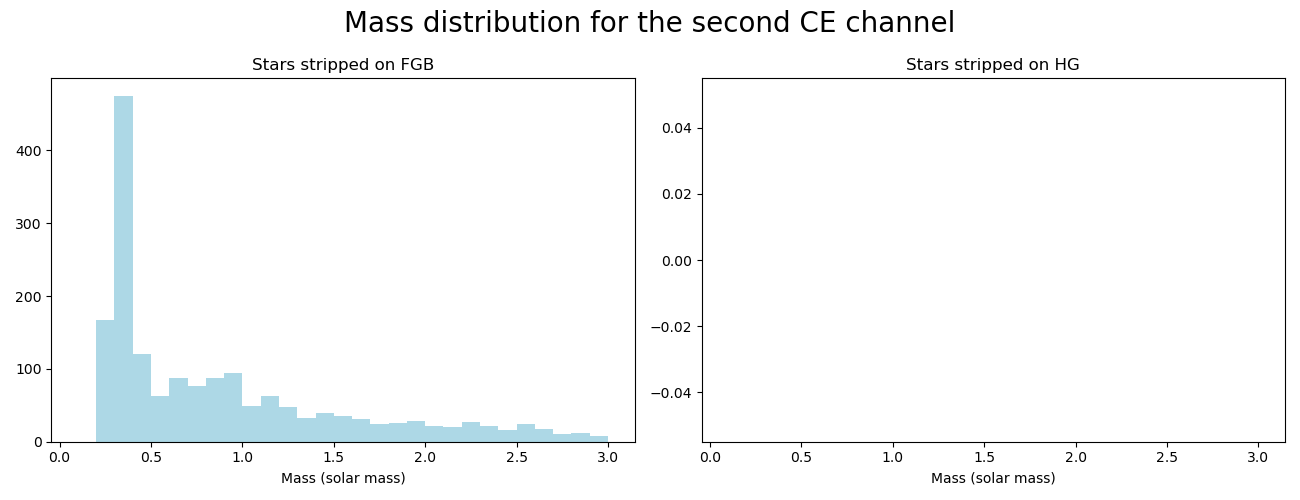 Mass distribution for the second CE channel
Stars stripped on FGB
400
300
200
100
0
0.0 0.5 1.0 1.5 2.0 2.5 3.0
Mass (solar mass)
Stars stripped on HG
0.04
0.02
0.00
−0.02
−0.04
0.0 0.5 1.0 1.5 2.0 2.5 3.0
Mass (solar mass)